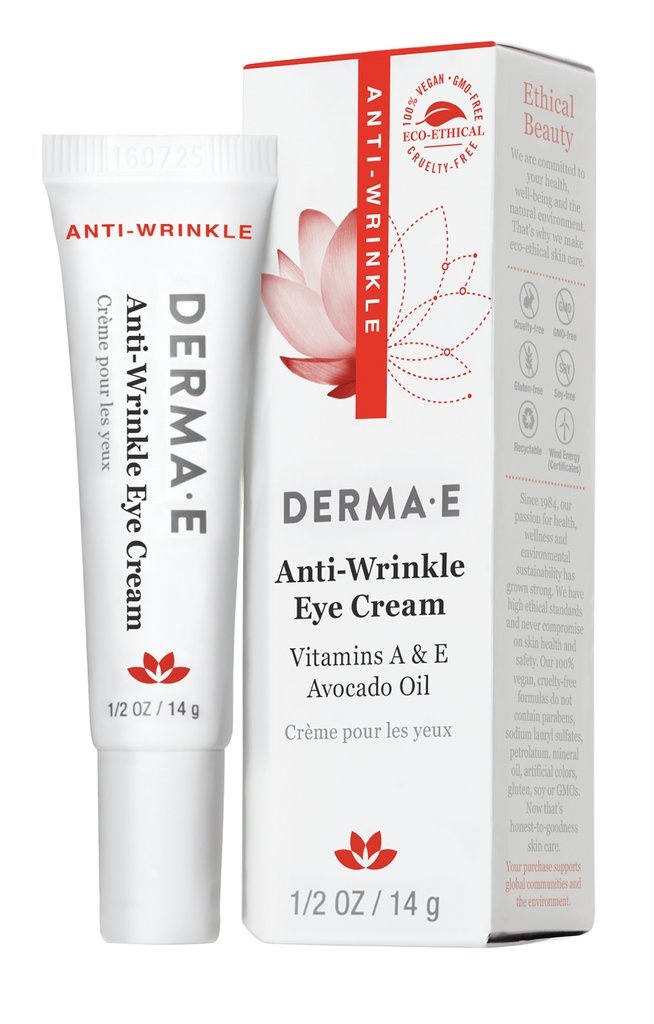 160725
ANTI-WRINKLE
DERMA·E
Anti-Wrinkle Eye Cream
Crème pour les yeux
1/2 OZ / 14 g
ANTI-WRINKLE
100% VEGAN · GMO-FREE
ECO-ETHICAL
CRUELTY-FREE
DERMA·E
Anti-Wrinkle
Eye Cream
Vitamins A & E
Avocado Oil
Crème pour les yeux
1/2 OZ / 14 g
Ethical
Beauty
We are committed to
your health,
well-being and the
natural environment.
That's why we make
eco-ethical skin care.
Cruelty-free
GMO
GMO-free
Gluten-free
SOY
Soy-free
Recyclable
Wind Energy
(Certificates)
Since 1984, our
passion for health,
wellness and
environmental
sustainability has
grown strong. We have
high ethical standards
and never compromise
on skin health and
safety. Our 100%
vegan, cruelty-free
formulas do not
contain parabens,
sodium lauryl sulfates,
petrolatum, mineral
oil, artificial colors,
gluten, soy or GMOs.
Now that's
honest-to-goodness
skin care.
Your purchase supports
global communities and
the environment.